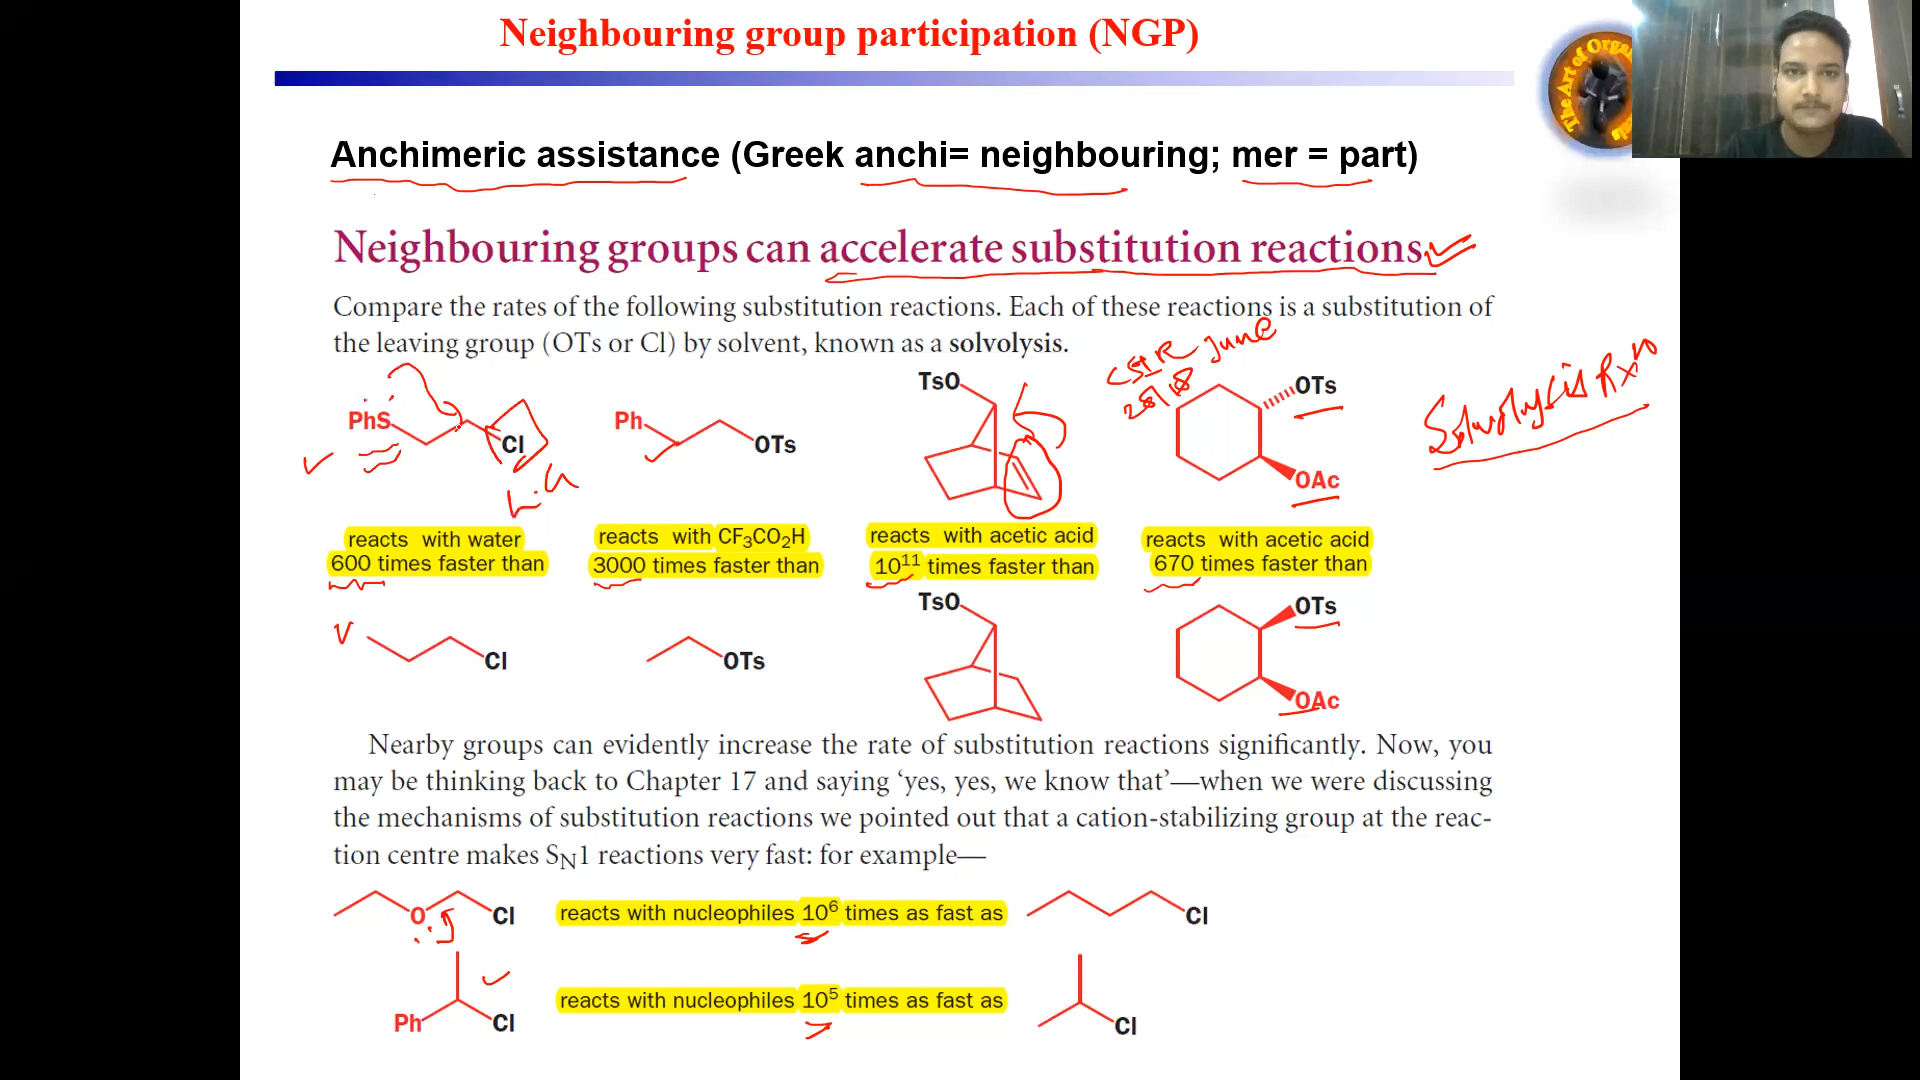 Neighbouring group participation (NGP)
The Art of Orga
Anchimeric assistance (Greek anchi= neighbouring; mer = part)
Neighbouring groups can accelerate substitution reactions
Compare the rates of the following substitution reactions. Each of these reactions is a substitution of
the leaving group (OTs or Cl) by solvent, known as a solvolysis.
CSIR June
2018
Solvolysis Rxn
PhS Cl
Ph OTs
TsO
OTs
OAc
L.G
reacts with water
600 times faster than
reacts with CF₃CO₂H
3000 times faster than
reacts with acetic acid
10¹¹ times faster than
reacts with acetic acid
670 times faster than
Cl
OTs
TsO
OTs
OAc
Nearby groups can evidently increase the rate of substitution reactions significantly. Now, you
may be thinking back to Chapter 17 and saying ‘yes, yes, we know that’—when we were discussing
the mechanisms of substitution reactions we pointed out that a cation-stabilizing group at the reac-
tion centre makes SN1 reactions very fast: for example—
O Cl reacts with nucleophiles 10⁶ times as fast as Cl
Ph Cl reacts with nucleophiles 10⁵ times as fast as Cl